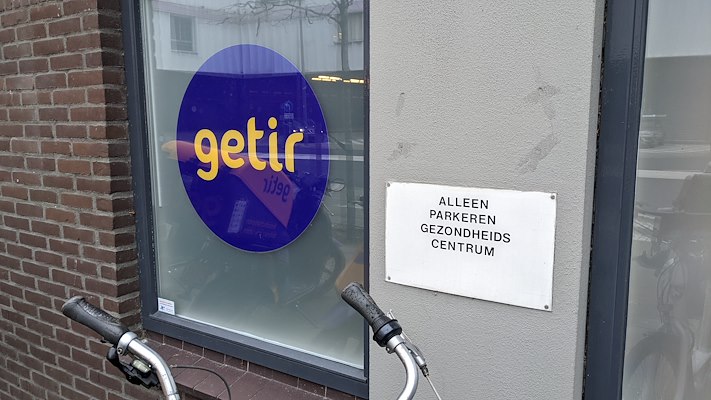 getir
ALLEEN
PARKEREN
GEZONDHEIDS
CENTRUM